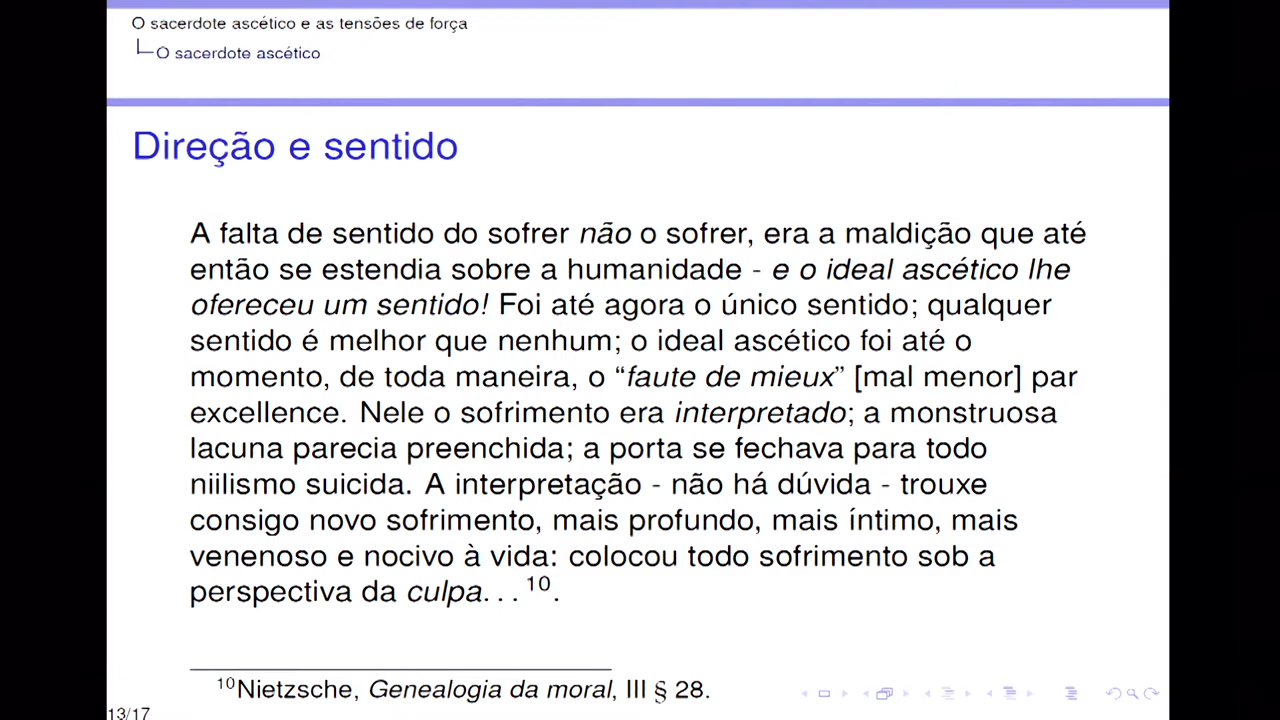 O sacerdote ascético e as tensões de força
O sacerdote ascético
Direção e sentido
A falta de sentido do sofrer não o sofrer, era a maldição que até
então se estendia sobre a humanidade - e o ideal ascético lhe
ofereceu um sentido! Foi até agora o único sentido; qualquer
sentido é melhor que nenhum; o ideal ascético foi até o
momento, de toda maneira, o “faute de mieux” [mal menor] par
excellence. Nele o sofrimento era interpretado; a monstruosa
lacuna parecia preenchida; a porta se fechava para todo
niilismo suicida. A interpretação - não há dúvida - trouxe
consigo novo sofrimento, mais profundo, mais íntimo, mais
venenoso e nocivo à vida: colocou todo sofrimento sob a
perspectiva da culpa. . . 10.
10Nietzsche, Genealogia da moral, III § 28.
13/17